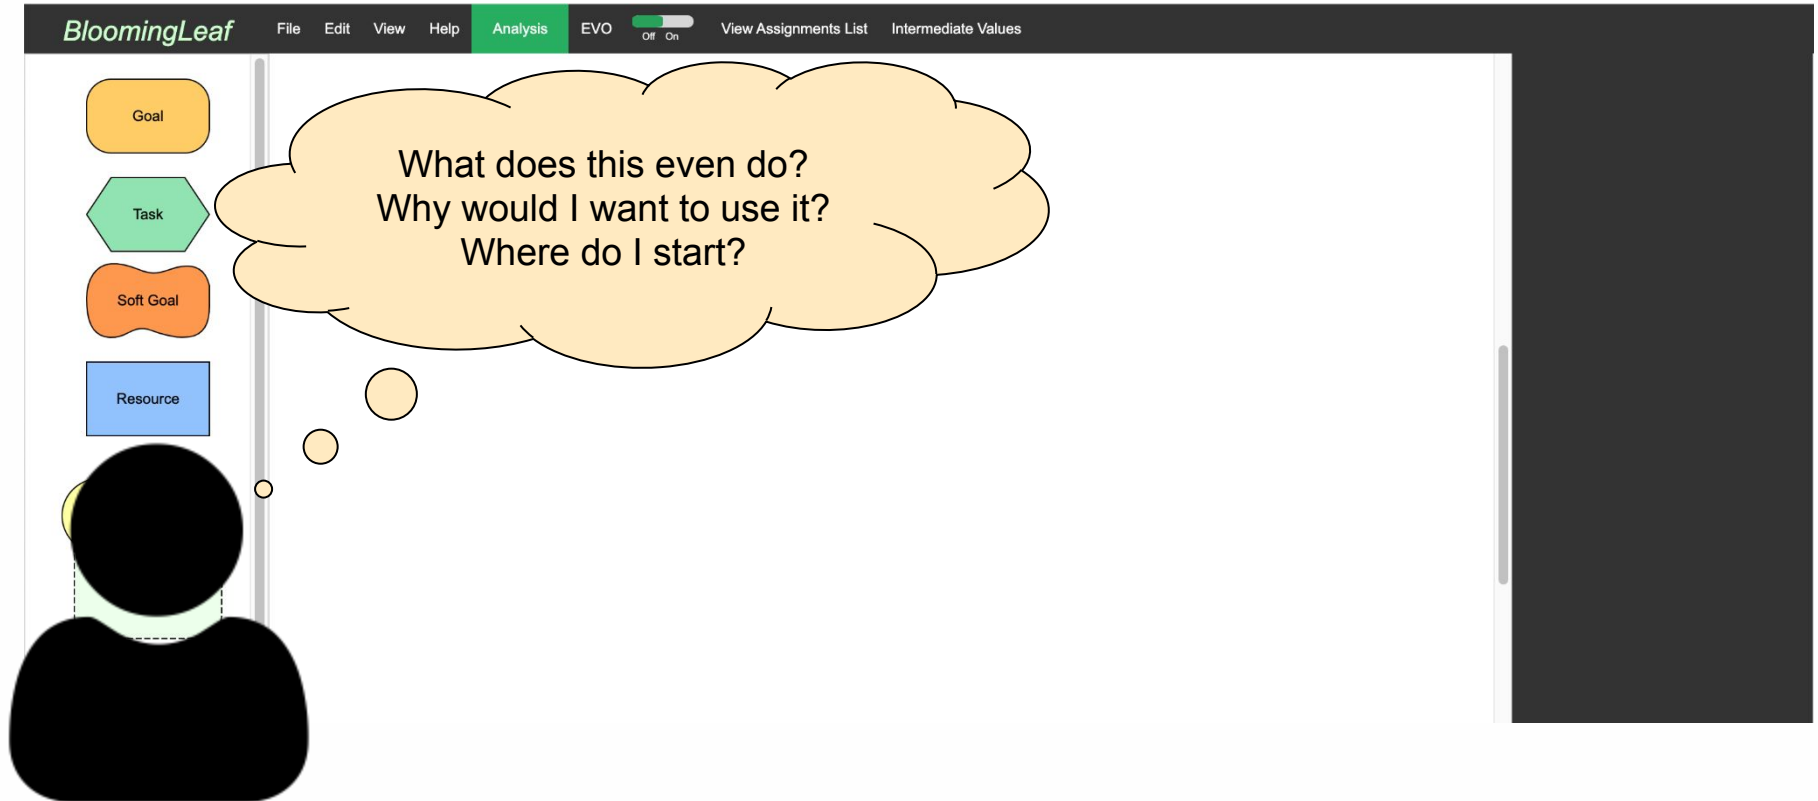 BloomingLeaf File Edit View Help Analysis EVO Off On View Assignments List Intermediate Values
Goal
What does this even do?
Why would I want to use it?
Task
Where do I start?
Soft Goal
Resource